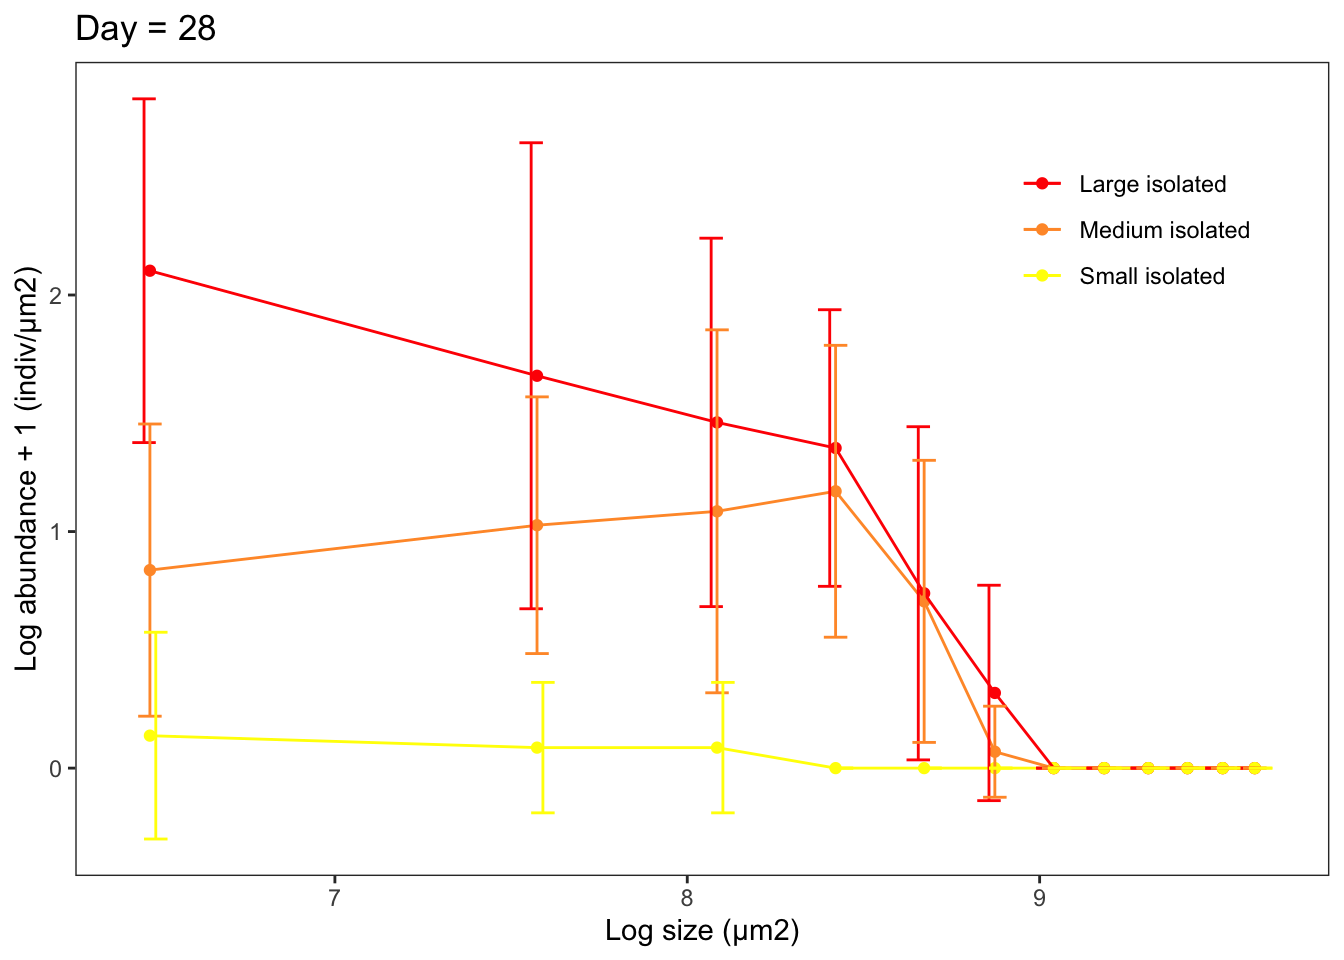 Day = 28
Log abundance + 1 (indiv/µm2)
2
1
0
Large isolated
Medium isolated
Small isolated
7
8
9
Log size (µm2)